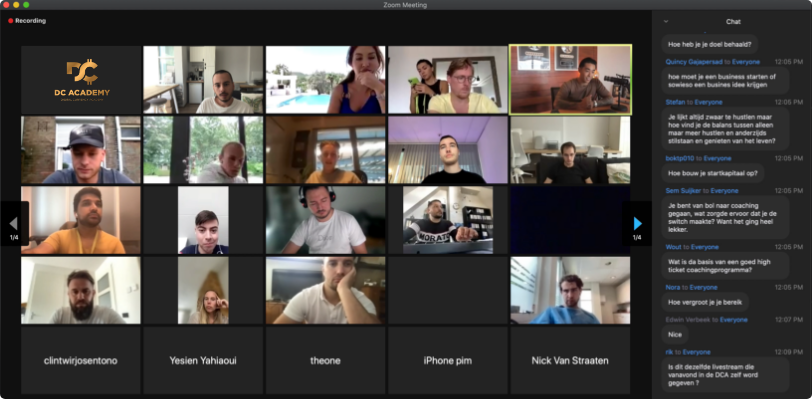 Zoom Meeting
Recording
DC ACADEMY
1/4
1/4
clintwirjosentono
Yesien Yahiaoui
theone
iPhone pim
Nick Van Straaten
Chat
Hoe heb je je doel behaald?
Quincy Gajapersad to Everyone 12:05 PM
hoe moet je een business starten of
sowieso een busines idee krijgen
Stefan to Everyone 12:05 PM
Je lijkt altijd zwaar te hustlen maar
hoe vind je de balans tussen alleen
maar meer hustlen en anderzijds
stilstaan en genieten van het leven?
boktp010 to Everyone 12:05 PM
Hoe bouw je startkapitaal op?
Sem Suijker to Everyone 12:05 PM
Je bent van bol naar coaching
gegaan, wat zorgde ervoor dat je de
switch maakte? Want het ging heel
lekker.
Wout to Everyone 12:05 PM
Wat is da basis van een goed high
ticket coachingprogramma?
Nora to Everyone 12:05 PM
Hoe vergroot je je bereik
Edwin Verbeek to Everyone 12:07 PM
Nice
rik to Everyone 12:09 PM
Is dit dezelfde livestream die
vanavond in de DCA zelf word
gegeven ?